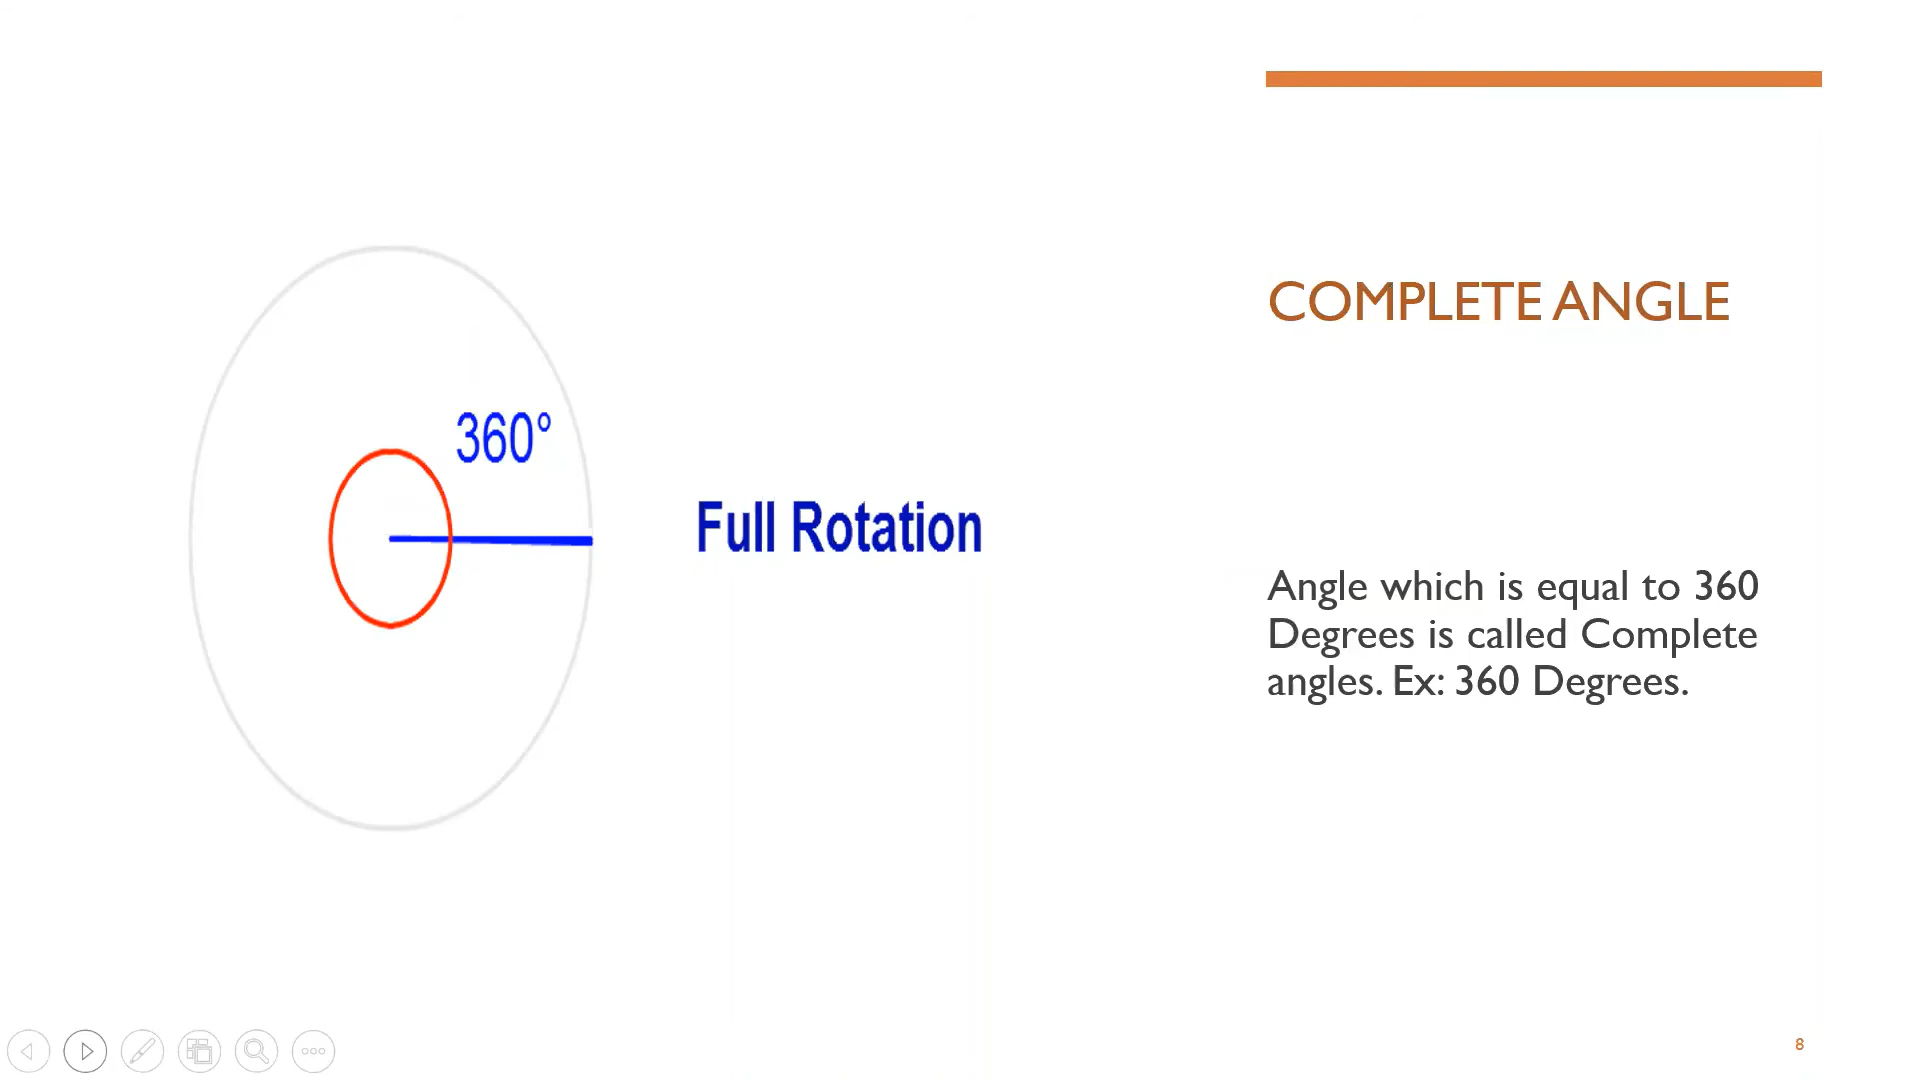 COMPLETE ANGLE
360°
Full Rotation
Angle which is equal to 360
Degrees is called Complete
angles. Ex: 360 Degrees.
8